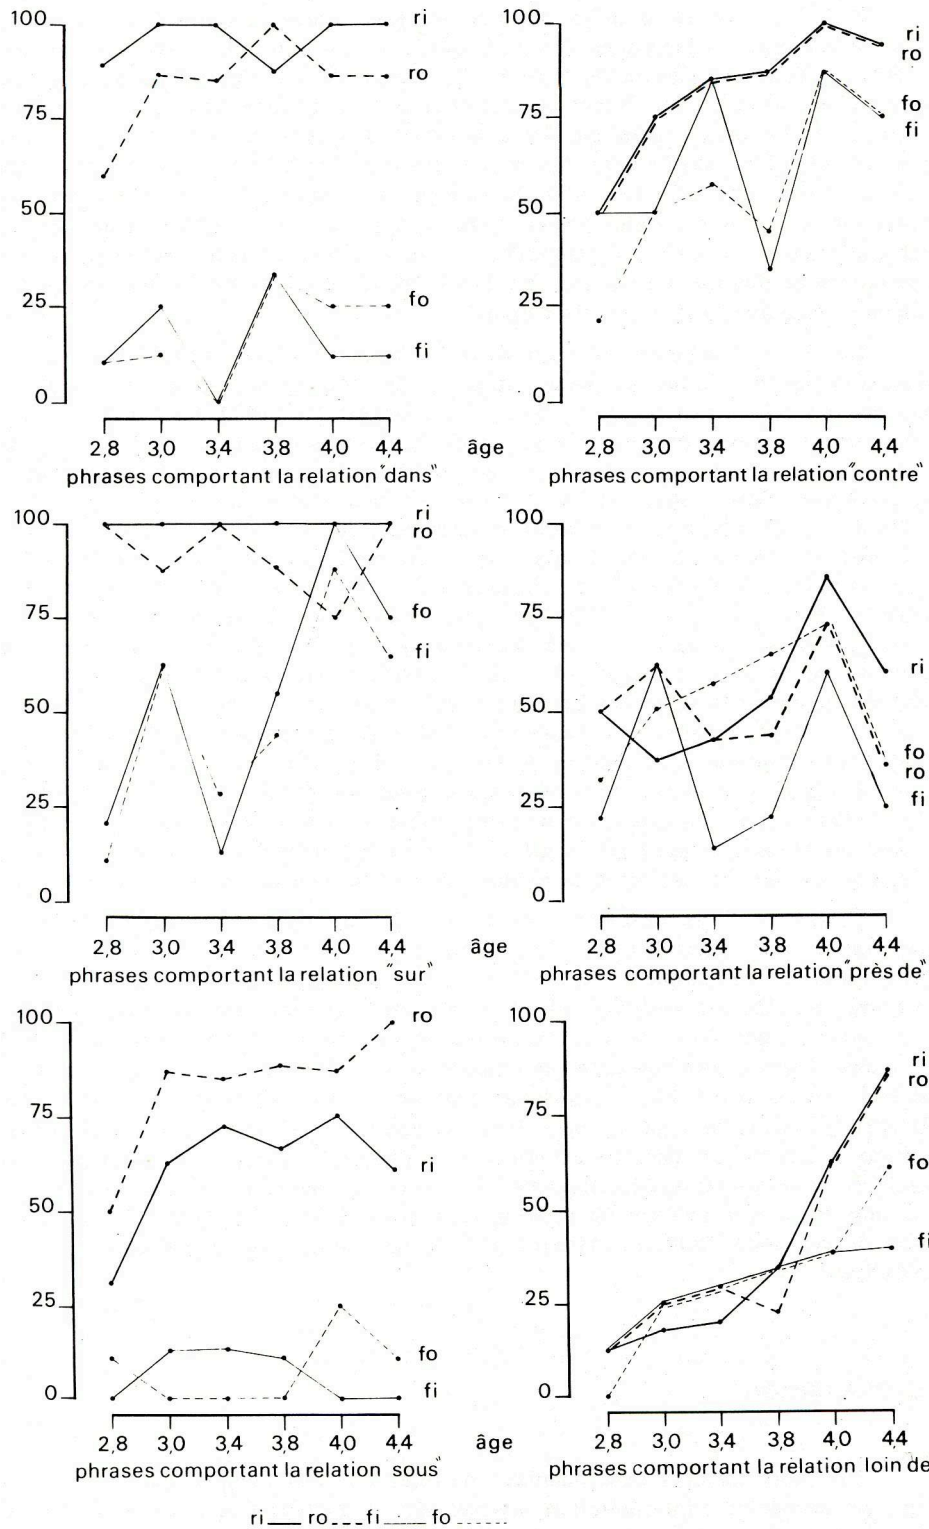 100
75
50
25
0
ri
ro
fo
fi
2,8 3,0 3,4 3,8 4,0 4,4
phrases comportant la relation "dans"
âge
100
75
50
25
0
ri
ro
fo
fi
2,8 3,0 3,4 3,8 4,0 4,4
phrases comportant la relation "contre"
100
75
50
25
0
ri
ro
fo
fi
2,8 3,0 3,4 3,8 4,0 4,4
phrases comportant la relation "sur"
âge
100
75
50
25
0
ri
fo
ro
fi
2,8 3,0 3,4 3,8 4,0 4,4
phrases comportant la relation "près de"
100
75
50
25
0
ro
ri
fo
fi
2,8 3,0 3,4 3,8 4,0 4,4
phrases comportant la relation sous"
âge
100
75
50
25
0
ri
ro
fo
fi
2,8 3,0 3,4 3,8 4,0 4,4
phrases comportant la relation loin de
ri ro fi fo